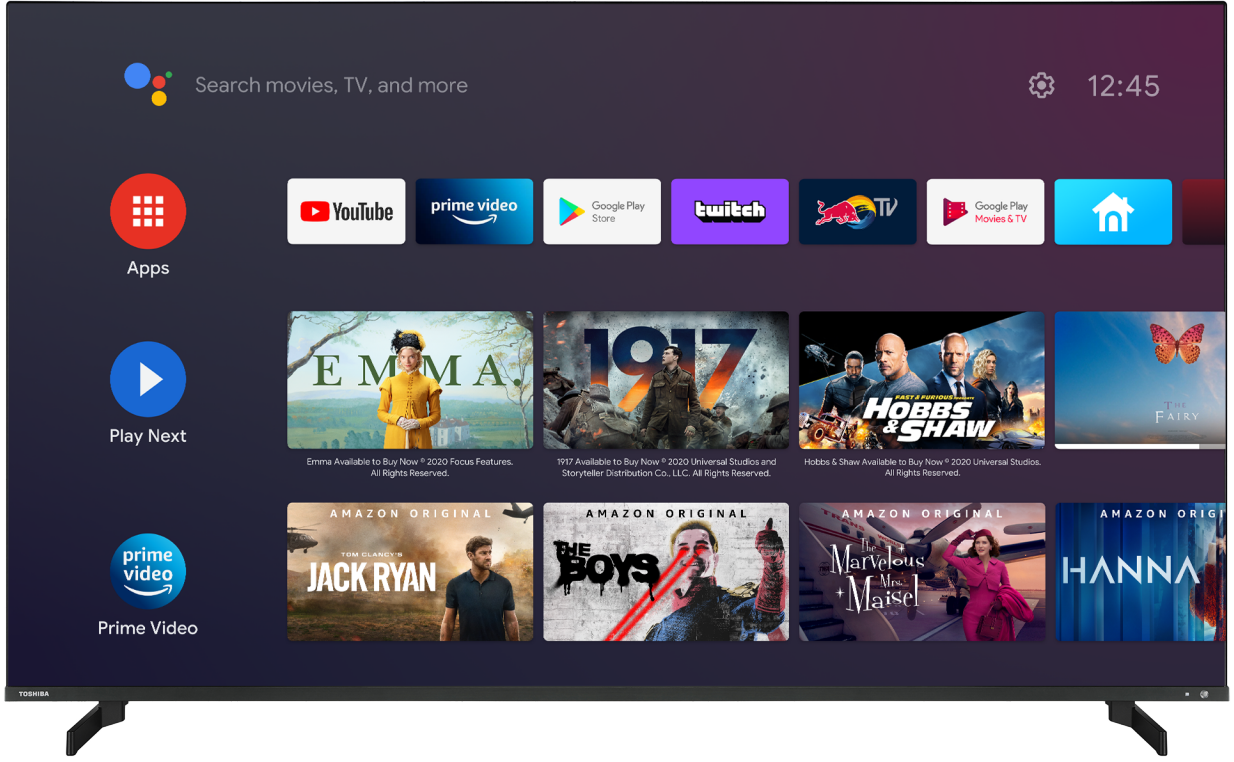 Search movies, TV, and more
12:45
YouTube
prime video
Google Play
Store
twitch
TV
Google Play
Movies & TV
Apps
EMMA.
1917
FAST & FURIOUS
HOBBS
& SHAW
THE
FAIRY
Play Next
Emma Available to Buy Now © 2020 Focus Features.
All Rights Reserved.
1917 Available to Buy Now © 2020 Universal Studios and
Storyteller Distribution Co., LLC. All Rights Reserved.
Hobbs & Shaw Available to Buy Now © 2020 Universal Studios.
All Rights Reserved.
prime
video
Prime Video
AMAZON ORIGINAL
TOM CLANCY'S
JACK RYAN
AMAZON ORIGINAL
THE
BOYS
AMAZON ORIGINAL
TRANS
The
Marvelous
Mrs.
Maisel
AMAZON ORIGI
HANNA
TOSHIBA